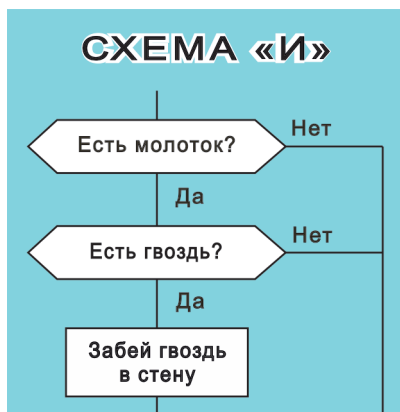 СХЕМА «И»
Есть молоток?
Нет
Да
Есть гвоздь?
Нет
Да
Забей гвоздь
в стену